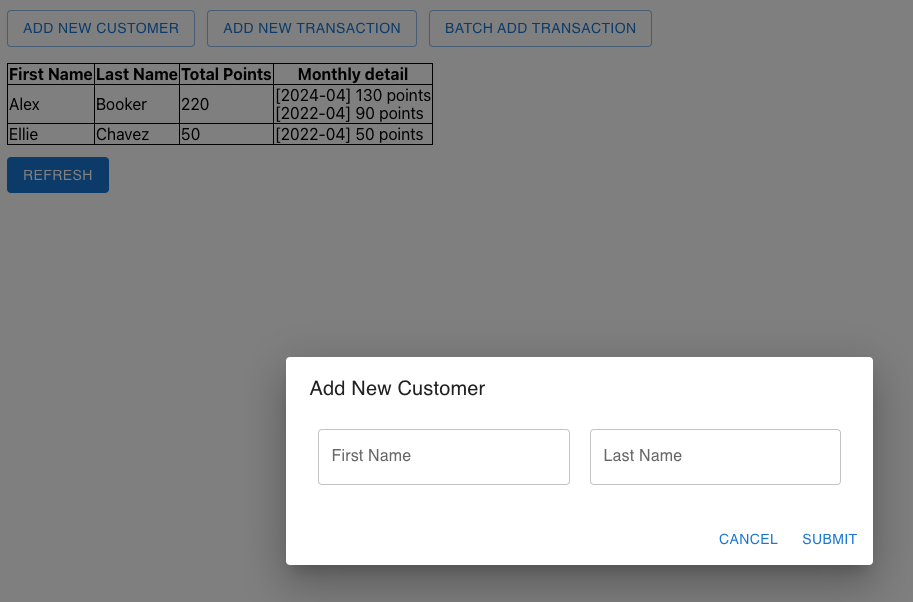 ADD NEW CUSTOMER ADD NEW TRANSACTION BATCH ADD TRANSACTION
First Name Last Name Total Points Monthly detail
Alex Booker 220 [2024-04] 130 points
[2022-04] 90 points
Ellie Chavez 50 [2022-04] 50 points
REFRESH
Add New Customer
First Name Last Name
CANCEL SUBMIT